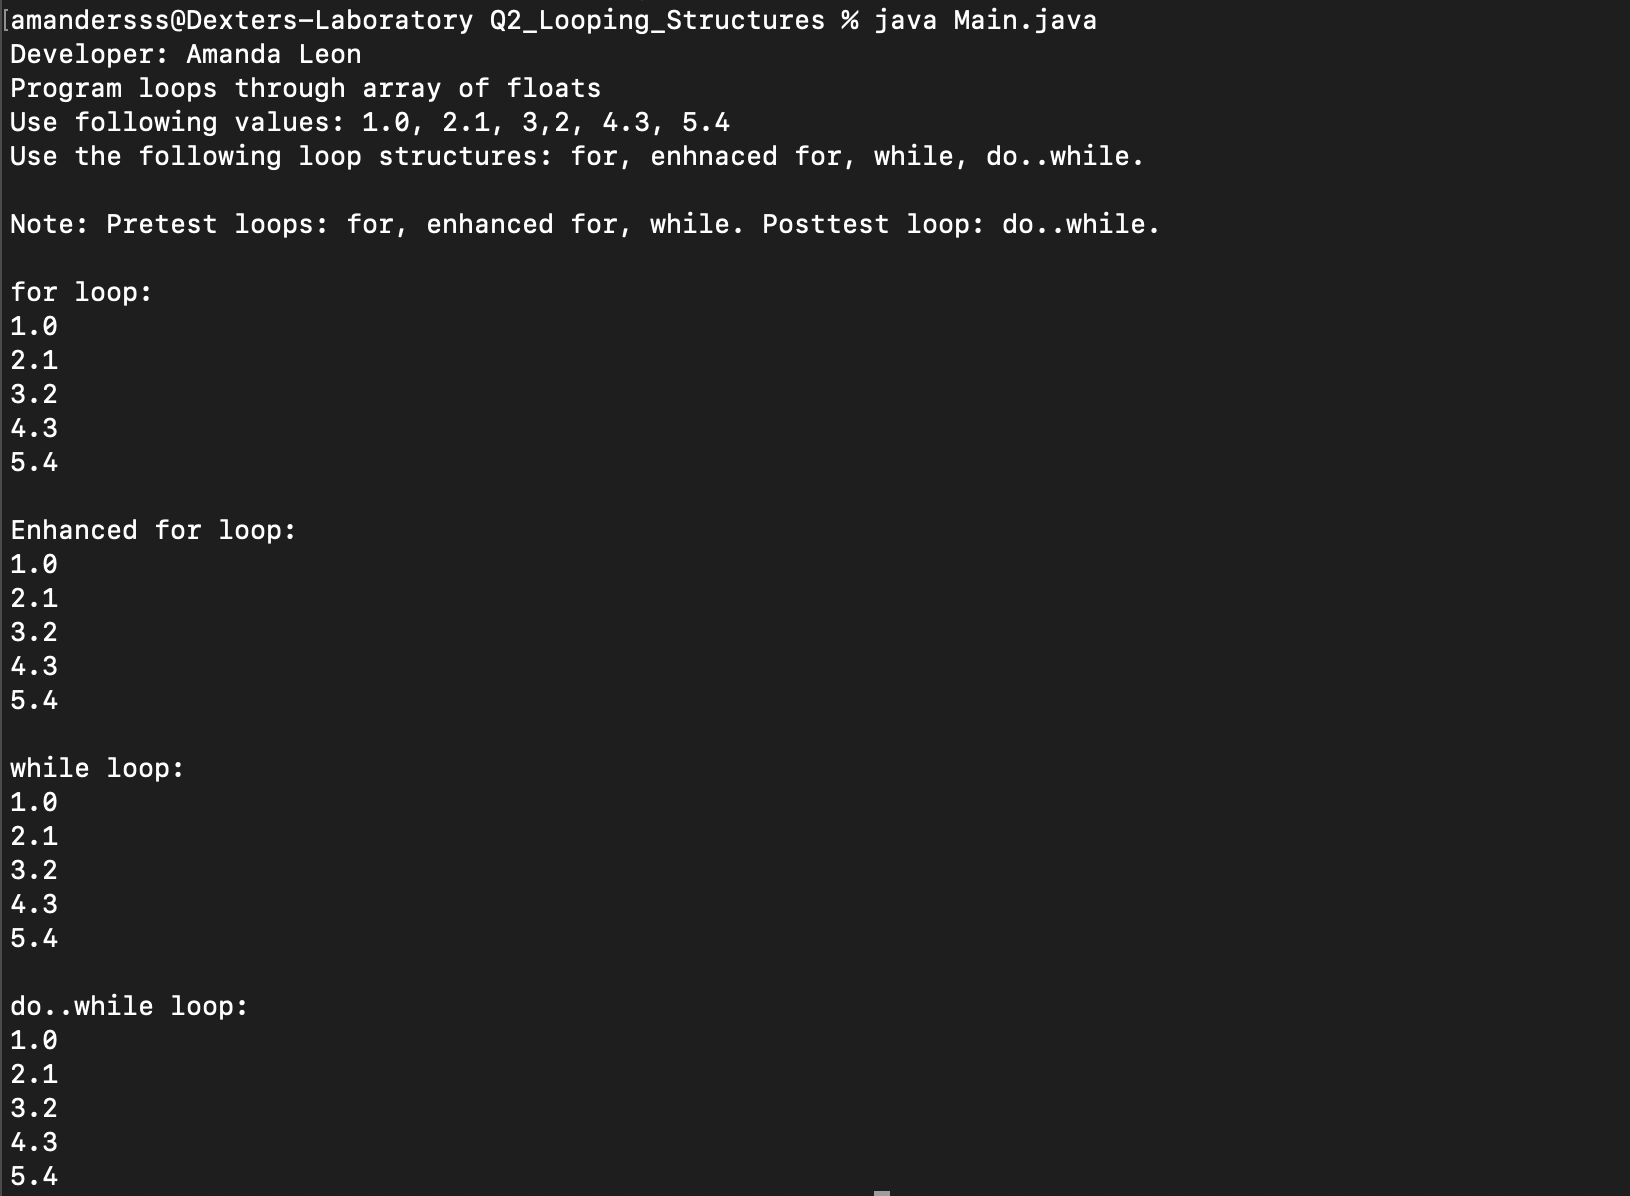 [amandersss@Dexters-Laboratory Q2_Looping_Structures % java Main.java
Developer: Amanda Leon
Program loops through array of floats
Use following values: 1.0, 2.1, 3,2, 4.3, 5.4
Use the following loop structures: for, enhnaced for, while, do..while.
Note: Pretest loops: for, enhanced for, while. Posttest loop: do..while.
for loop:
1.0
2.1
3.2
4.3
5.4
Enhanced for loop:
1.0
2.1
3.2
4.3
5.4
while loop:
1.0
2.1
3.2
4.3
5.4
do..while loop:
1.0
2.1
3.2
4.3
5.4